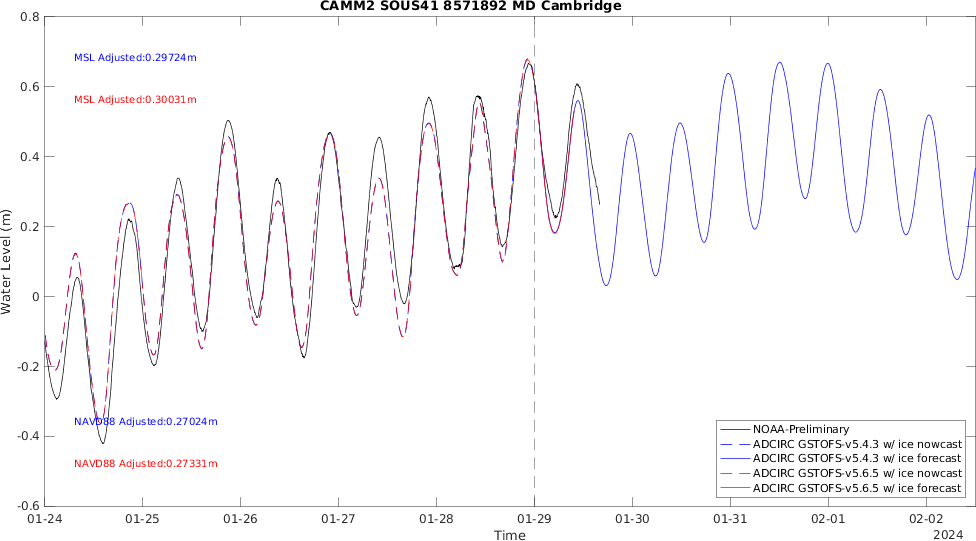 CAMM2 SOUS41 8571892 MD Cambridge
0.8
0.6
0.4
0.2
0
-0.2
-0.4
-0.6
Water Level (m)
MSL Adjusted:0.29724m
MSL Adjusted:0.30031m
NAVD88 Adjusted:0.27024m
NAVD88 Adjusted:0.27331m
NOAA-Preliminary
ADCIRC GSTOFS-v5.4.3 w/ ice nowcast
ADCIRC GSTOFS-v5.4.3 w/ ice forecast
ADCIRC GSTOFS-v5.6.5 w/ ice nowcast
ADCIRC GSTOFS-v5.6.5 w/ ice forecast
01-24 01-25 01-26 01-27 01-28 01-29 01-30 01-31 02-01 02-02
Time
2024